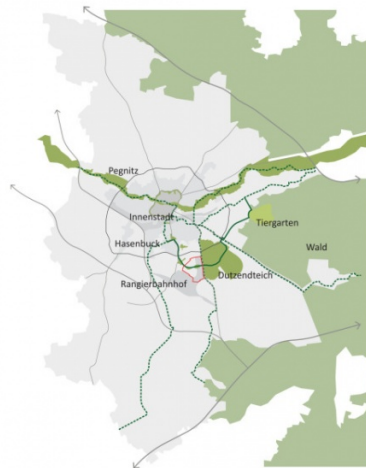 Pegnitz
Tiergarten
Innenstadt
Hasenbuck
Wald
Dutzendteich
Rangierbahnhof